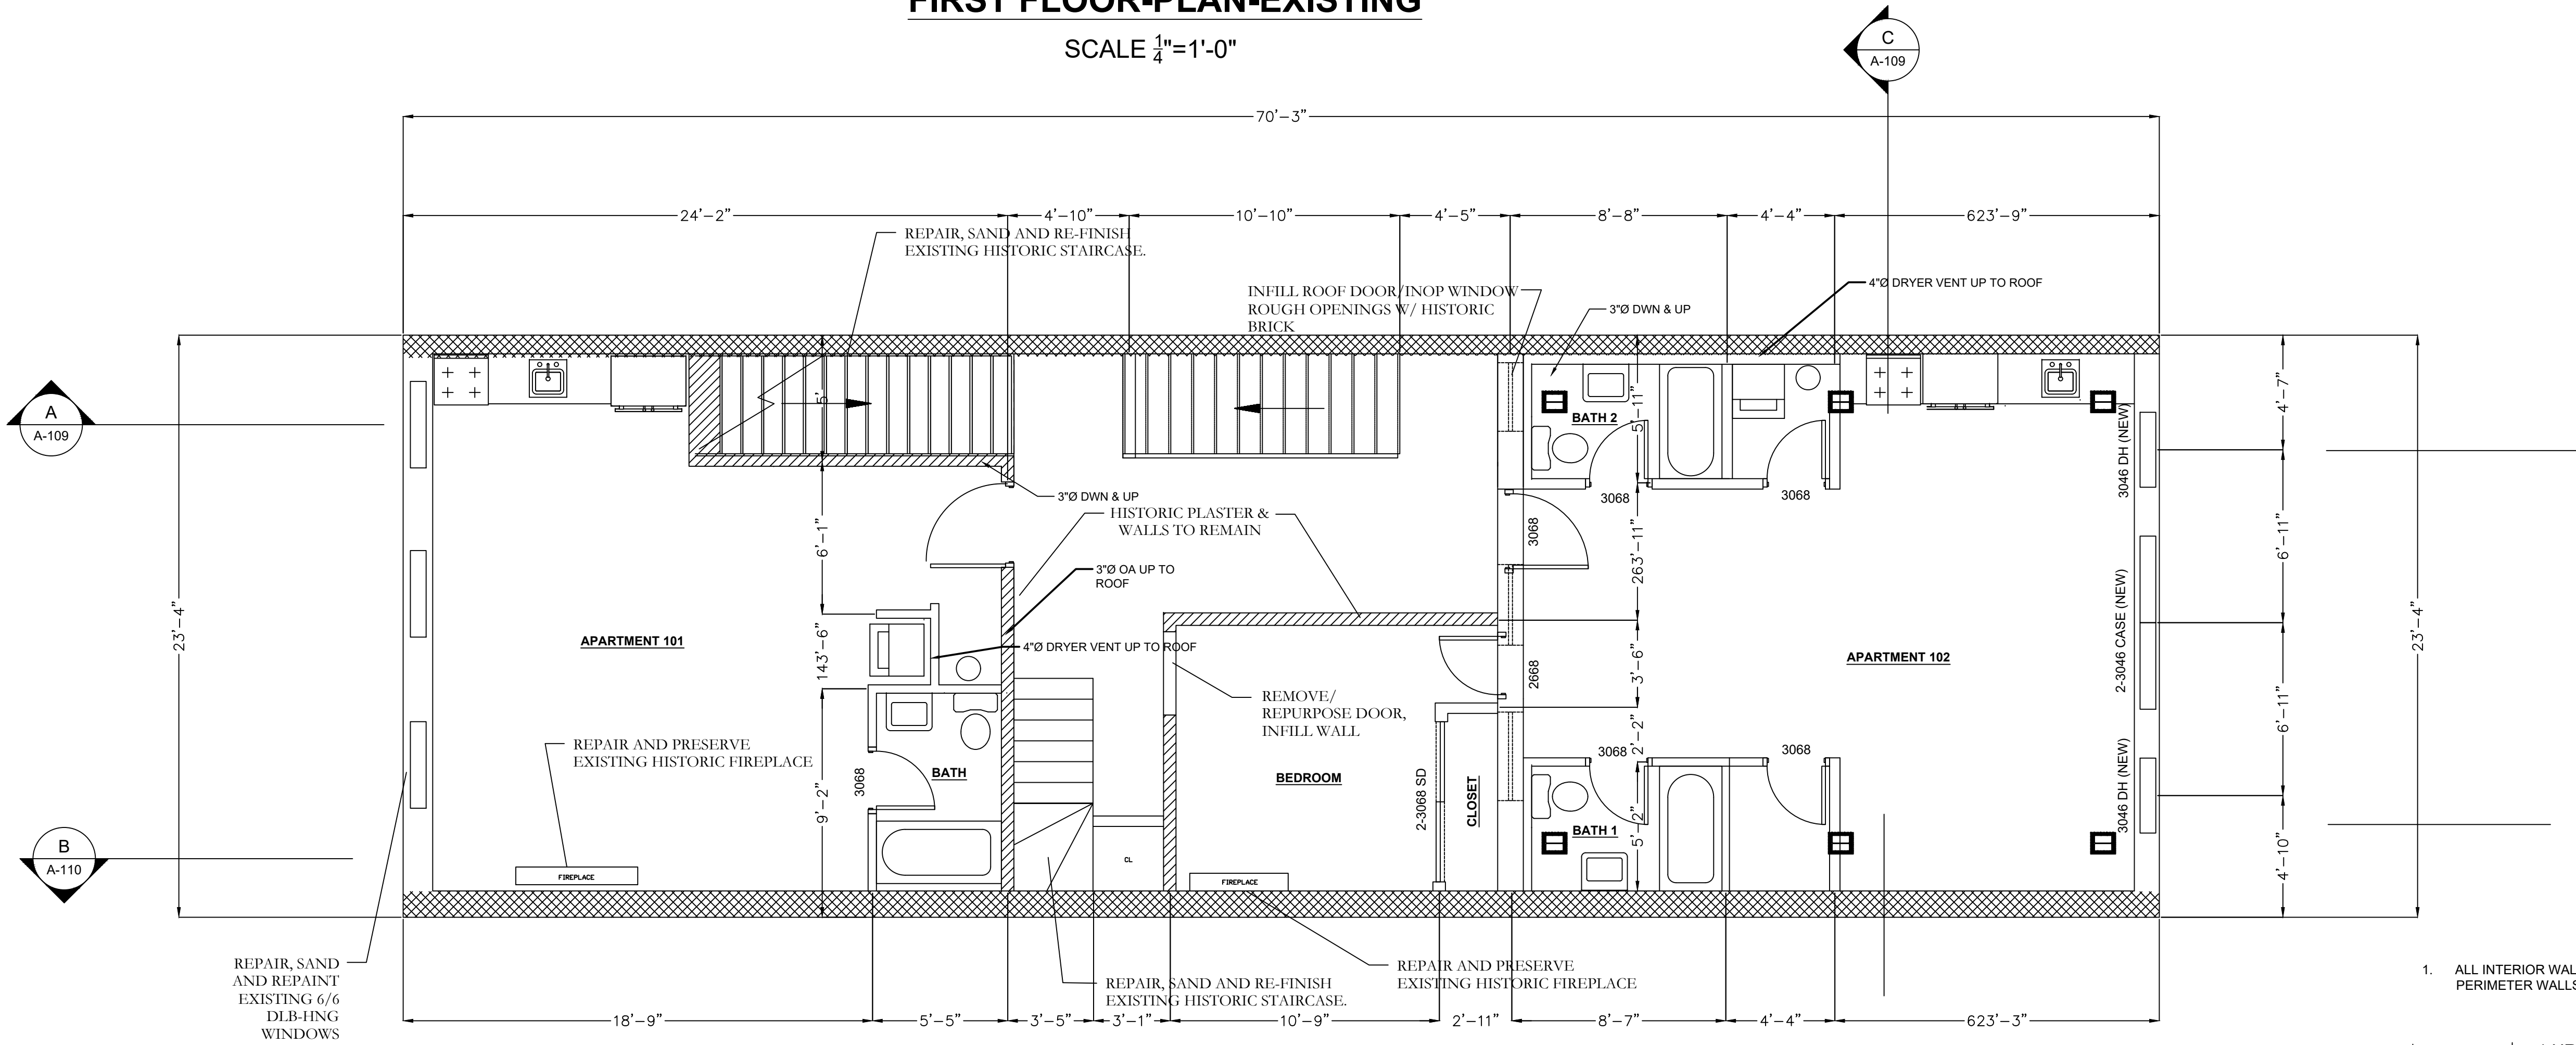 FIRST FLOOR-PLAN-EXISTING
SCALE 1/4"=1'-0"
C
A-109
70'-3"
24'-2"
4'-10"
10'-10"
4'-5"
8'-8"
4'-4"
623'-9"
REPAIR, SAND AND RE-FINISH
EXISTING HISTORIC STAIRCASE.
INFILL ROOF DOOR/INOP WINDOW
ROUGH OPENINGS W/ HISTORIC
BRICK
3"Ø DWN & UP
4"Ø DRYER VENT UP TO ROOF
A
A-109
B
A-110
23'-4"
5'
6'-1"
143'-6"
9'-2"
3"Ø DWN & UP
HISTORIC PLASTER &
WALLS TO REMAIN
3"Ø OA UP TO
ROOF
4"Ø DRYER VENT UP TO ROOF
APARTMENT 101
REPAIR AND PRESERVE
EXISTING HISTORIC FIREPLACE
FIREPLACE
3068
BATH
CL
REMOVE/
REPURPOSE DOOR,
INFILL WALL
BEDROOM
FIREPLACE
2-3068 SD
CLOSET
BATH 2
5'-11"
3068
3068
3068
263'-11"
2668
3'-6"
2'-2"
3068
3068
BATH 1
5'-2"
APARTMENT 102
3046 DH (NEW)
2-3046 CASE (NEW)
3046 DH (NEW)
4'-7"
6'-11"
6'-11"
4'-10"
23'-4"
REPAIR, SAND
AND REPAINT
EXISTING 6/6
DLB-HNG
WINDOWS
REPAIR, SAND AND RE-FINISH
EXISTING HISTORIC STAIRCASE.
REPAIR AND PRESERVE
EXISTING HISTORIC FIREPLACE
18'-9"
5'-5"
3'-5"
3'-1"
10'-9"
2'-11"
8'-7"
4'-4"
623'-3"
1. ALL INTERIOR WAL
PERIMETER WALLS